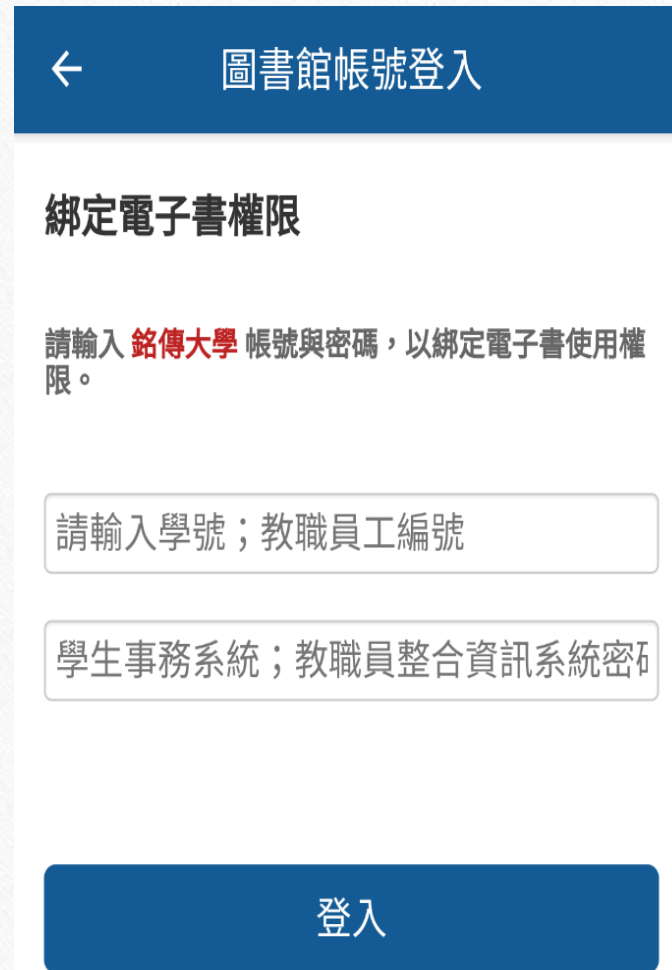 圖書館帳號登入
綁定電子書權限
請輸入 銘傳大學 帳號與密碼，以綁定電子書使用權
限。
請輸入學號；教職員工編號
學生事務系統；教職員整合資訊系統密
登入